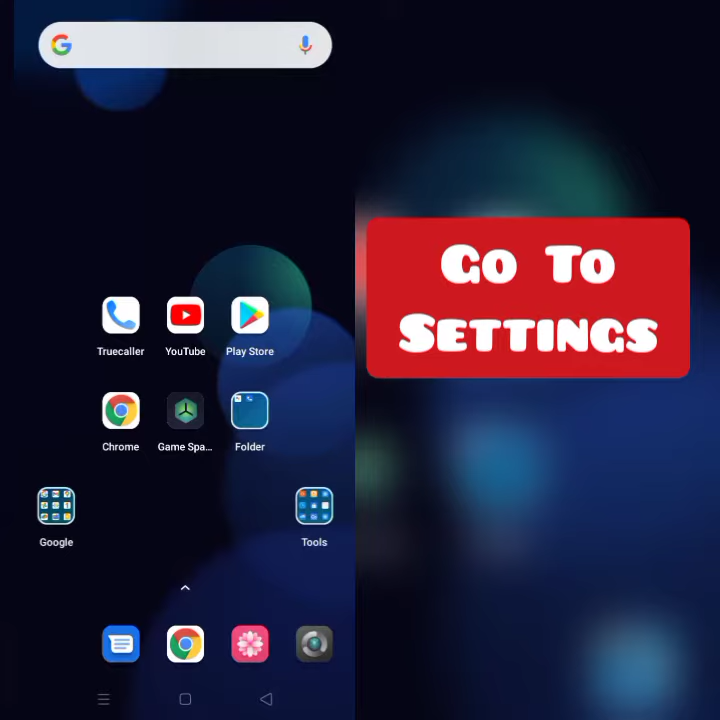 Truecaller
YouTube
Play Store
Chrome
Game Spa...
Folder
Google
Tools
GO TO
SETTINGS